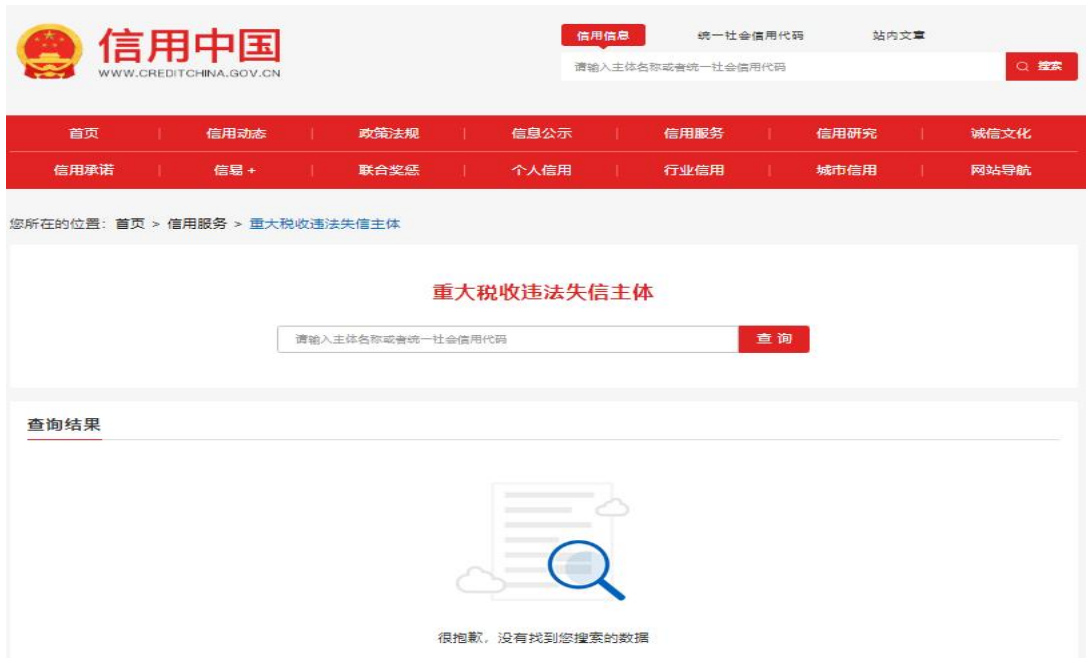 信用中国
WWW.CREDITCHINA.GOV.CN
信用信息 统一社会信用代码 站内文章
请输入主体名称或者统一社会信用代码 搜索
首页 | 信用动态 | 政策法规 | 信息公示 | 信用服务 | 信用研究 | 诚信文化
信用承诺 | 信易+ | 联合奖惩 | 个人信用 | 行业信用 | 城市信用 | 网站导航
您所在的位置：首页 > 信用服务 > 重大税收违法失信主体
重大税收违法失信主体
请输入主体名称或者统一社会信用代码 查询
查询结果
很抱歉，没有找到您搜索的数据